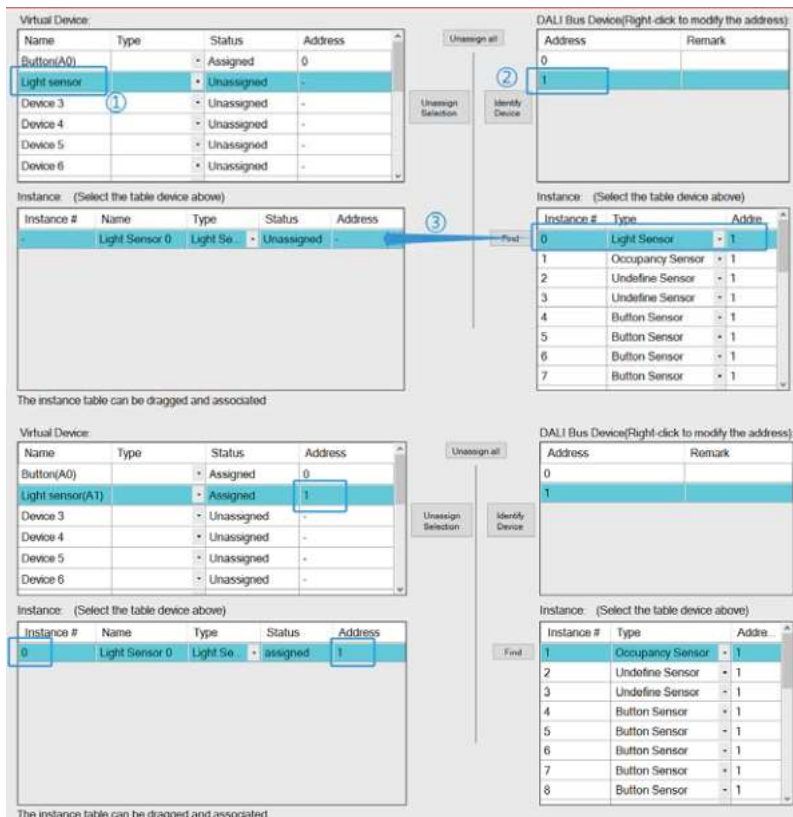 Virtual Device: DALI Bus Device(Right-click to modify the address)
Name Type Status Address Unassign all Address Remark
Button(A0) Assigned 0 0
Light sensor Unassigned - ② 1
Device 3 ① Unassigned - Unassign Selection Identify Device
Device 4 Unassigned -
Device 5 Unassigned -
Device 6 Unassigned -
Instance: (Select the table device above) Instance: (Select the table device above)
Instance # Name Type Status Address ③ Instance # Type Addre
- Light Sensor 0 Light Se... Unassigned - Find 0 Light Sensor 1
1 Occupancy Sensor 1
2 Undefine Sensor 1
3 Undefine Sensor 1
4 Button Sensor 1
5 Button Sensor 1
6 Button Sensor 1
7 Button Sensor 1
The instance table can be dragged and associated
Virtual Device: DALI Bus Device(Right-click to modify the address)
Name Type Status Address Unassign all Address Remark
Button(A0) Assigned 0 0
Light sensor(A1) Assigned 1 1
Device 3 Unassigned - Unassign Selection Identify Device
Device 4 Unassigned -
Device 5 Unassigned -
Device 6 Unassigned -
Instance: (Select the table device above) Instance: (Select the table device above)
Instance # Name Type Status Address Instance # Type Addre...
0 Light Sensor 0 Light Se... assigned 1 Find 1 Occupancy Sensor 1
2 Undefine Sensor 1
3 Undefine Sensor 1
4 Button Sensor 1
5 Button Sensor 1
6 Button Sensor 1
7 Button Sensor 1
8 Button Sensor 1
The instance table can be dragged and associated